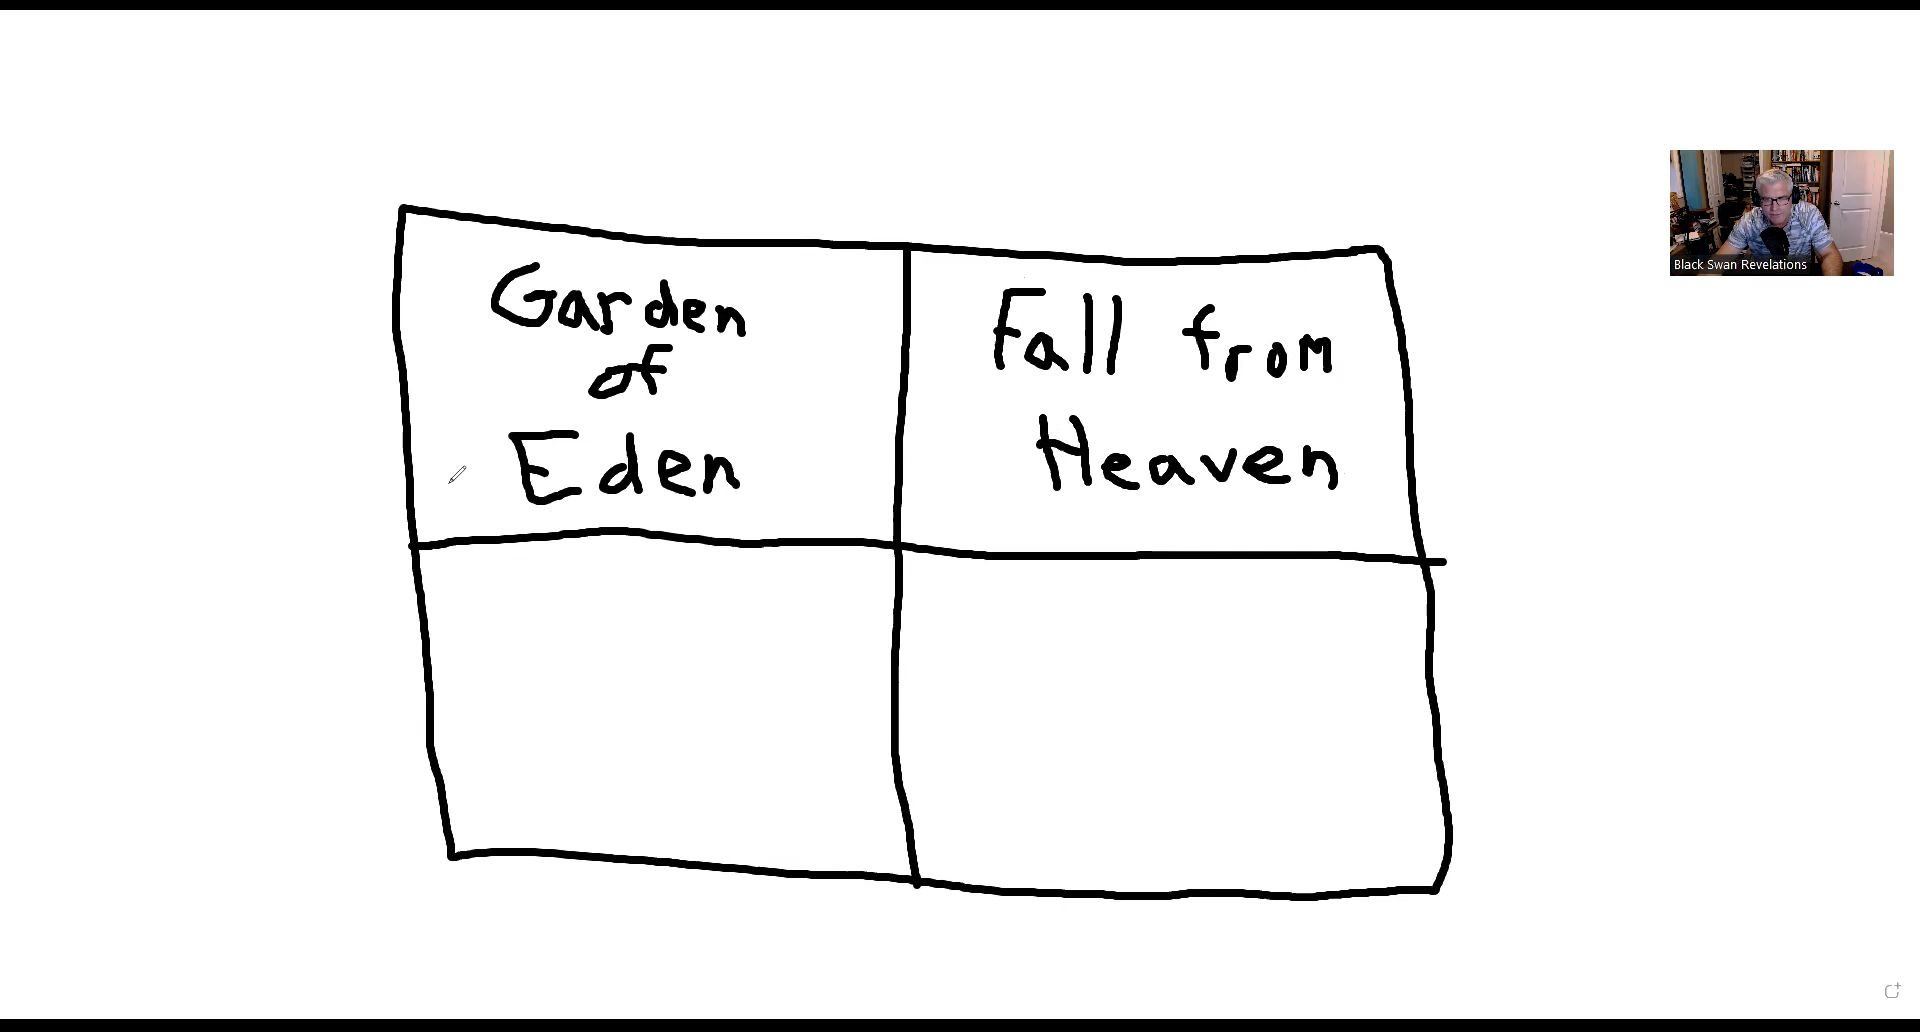 Garden
of
Eden
Fall from
Heaven
Black Swan Revelations